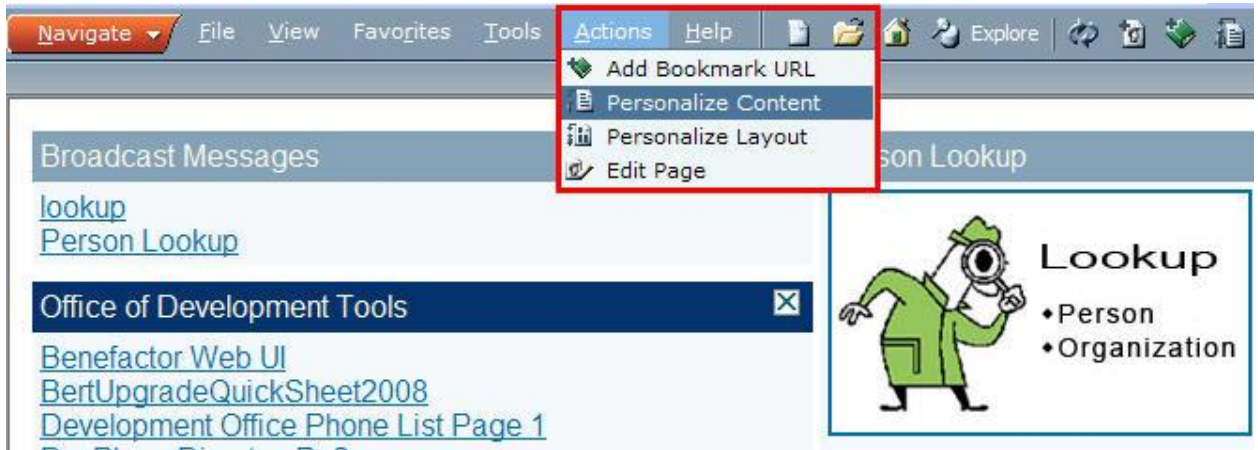 Navigate File View Favorites Tools Actions Help Explore
Add Bookmark URL
Personalize Content
Personalize Layout
Edit Page
Broadcast Messages
lookup
Person Lookup
Office of Development Tools
Benefactor Web UI
BertUpgradeQuickSheet2008
Development Office Phone List Page 1
Lookup
Lookup
•Person
•Organization